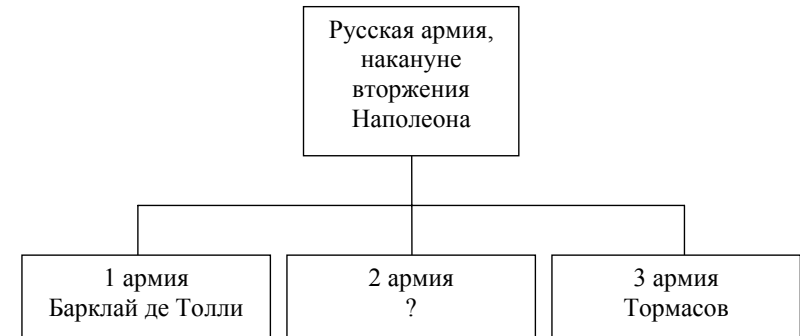 Русская армия,
накануне
вторжения
Наполеона
1 армия
Барклай де Толли
2 армия
?
3 армия
Тормасов